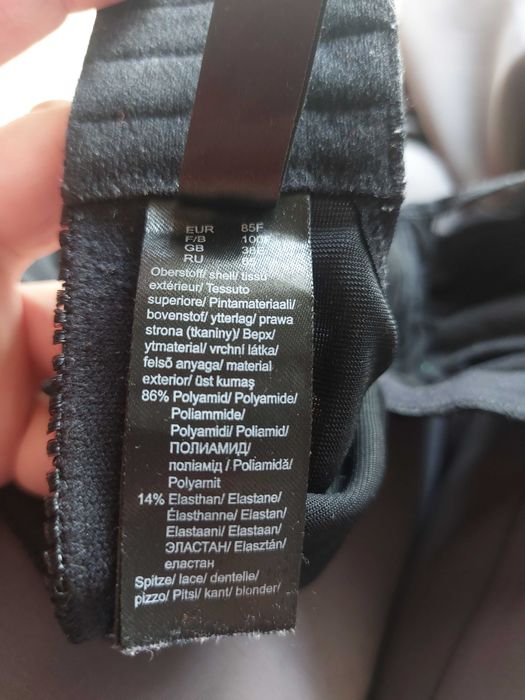 EUR 85F
F/B 100F
GB
RU
Oberstoff/ shell/ tissu
extérieur/ Tessuto
superiore/ Pintamateriaali/
bovenstof/ ytterlag/ prawa
strona (tkaniny)/ Верх/
ytmaterial/ vrchní látka/
felső anyaga/ material
exterior/ üst kumaş
86% Polyamid/ Polyamide/
Poliammide/
Polyamidi/ Poliamid/
ПОЛИАМИД/
поліамід / Poliamidă/
Polyamit
14% Elasthan/ Elastane/
Élasthanne/ Elastan/
Elastaani/ Elastaan/
ЭЛАСТАН/ Elasztán/
еластан
Spitze/ lace/ dentelle/
pizzo/ Pitsi/ kant/ blonder/